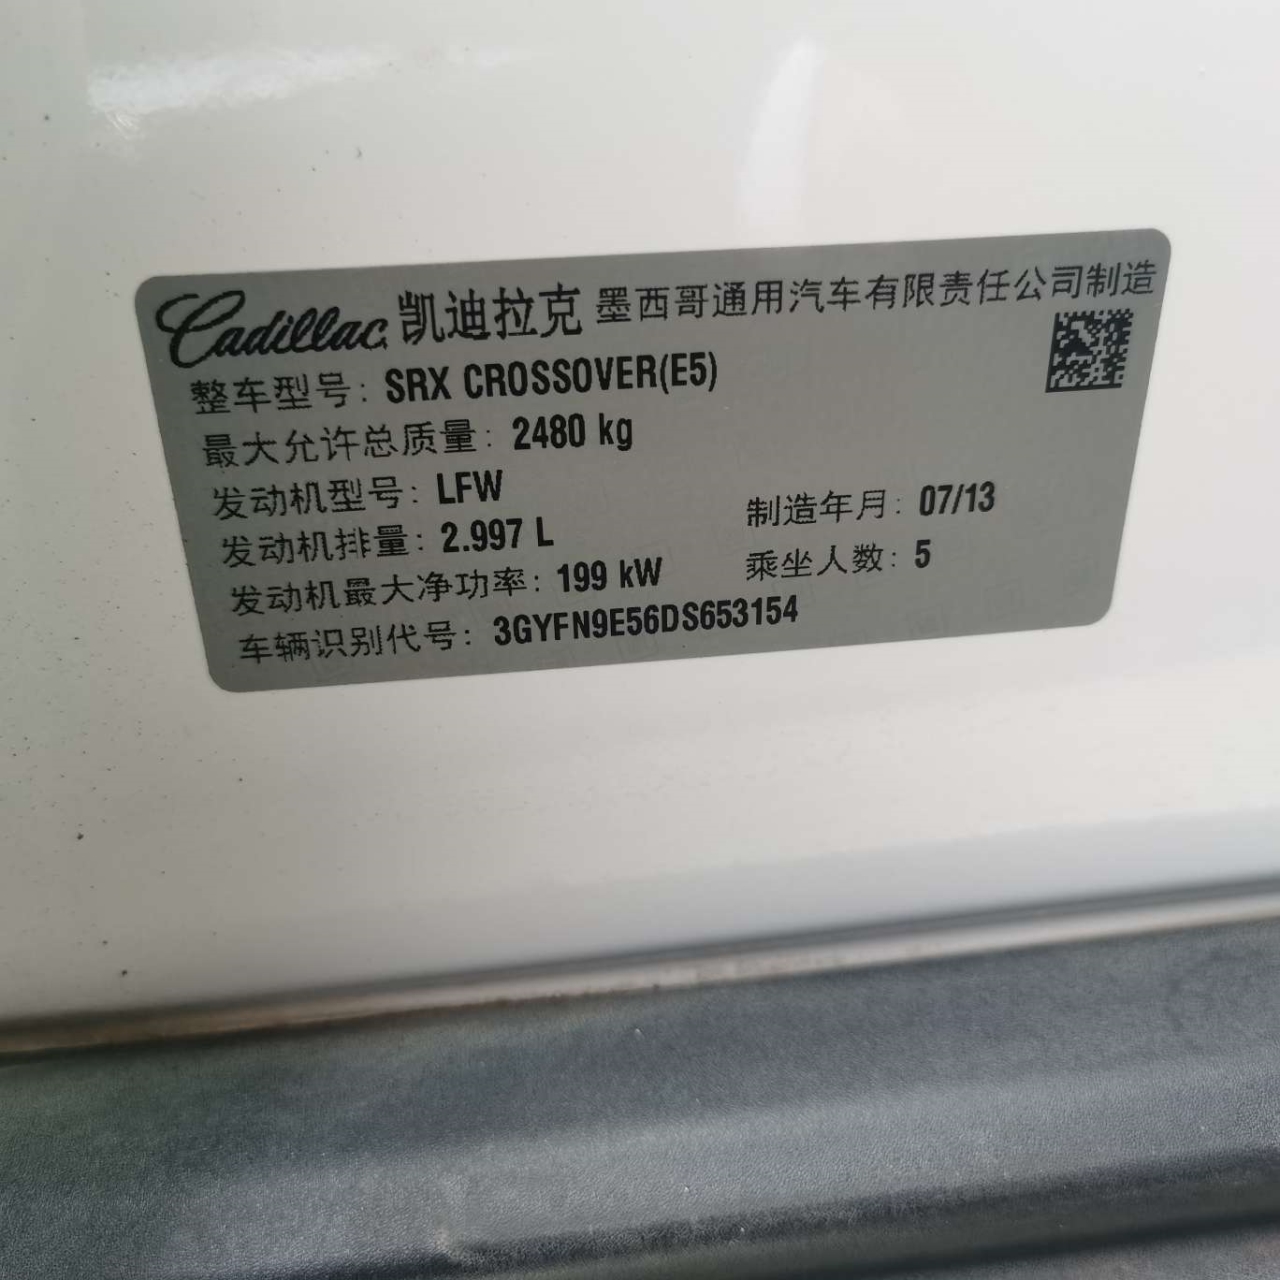 Cadillac 凯迪拉克 墨西哥通用汽车有限责任公司制造
整车型号: SRX CROSSOVER(E5)
最大允许总质量: 2480 kg
发动机型号: LFW
发动机排量: 2.997 L 制造年月: 07/13
发动机最大净功率: 199 kW 乘坐人数: 5
车辆识别代号: 3GYFN9E56DS653154